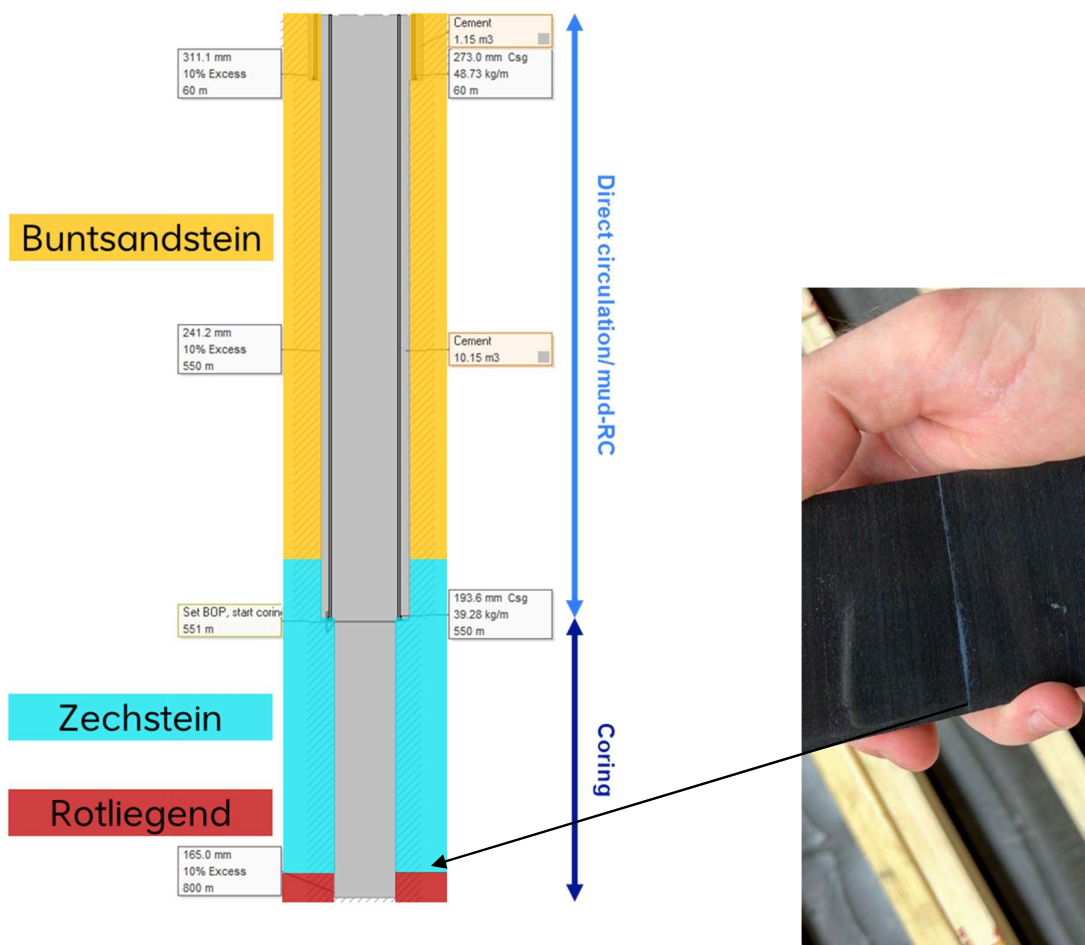 Cement
1.15 m3
311.1 mm
10% Excess
60 m
273.0 mm Csg
48.73 kg/m
60 m
Buntsandstein
Direct circulation/ mud-RC
241.2 mm
10% Excess
550 m
Cement
10.15 m3
Set BOP, start corin
551 m
193.6 mm Csg
39.28 kg/m
550 m
Zechstein
Coring
Rotliegend
165.0 mm
10% Excess
800 m